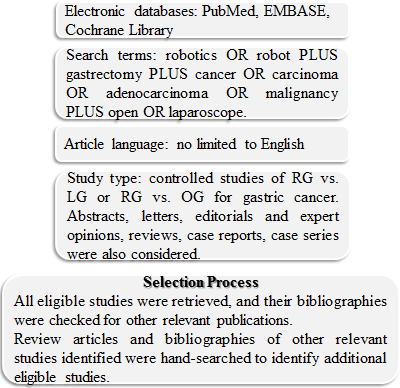 Electronic databases: PubMed, EMBASE,
Cochrane Library
Search terms: robotics OR robot PLUS
gastrectomy PLUS cancer OR carcinoma
OR adenocarcinoma OR malignancy
PLUS open OR laparoscope.
Article language: no limited to English
Study type: controlled studies of RG vs.
LG or RG vs. OG for gastric cancer.
Abstracts, letters, editorials and expert
opinions, reviews, case reports, case series
were also considered.
Selection Process
All eligible studies were retrieved, and their bibliographies
were checked for other relevant publications.
Review articles and bibliographies of other relevant
studies identified were hand-searched to identify additional
eligible studies.